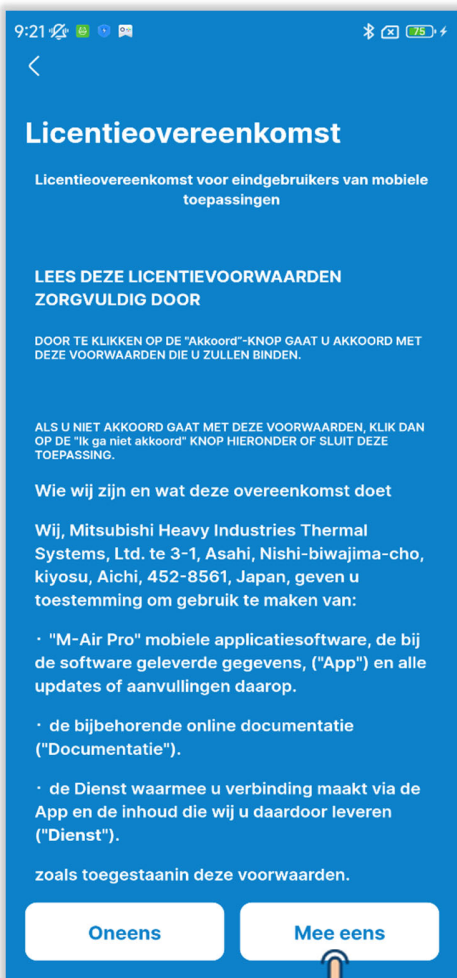 9:21
75
Licentieovereenkomst
Licentieovereenkomst voor eindgebruikers van mobiele
toepassingen
LEES DEZE LICENTIEVOORWAARDEN
ZORGVULDIG DOOR
DOOR TE KLIKKEN OP DE "Akkoord"-KNOP GAAT U AKKOORD MET
DEZE VOORWAARDEN DIE U ZULLEN BINDEN.
ALS U NIET AKKOORD GAAT MET DEZE VOORWAARDEN, KLIK DAN
OP DE "Ik ga niet akkoord" KNOP HIERONDER OF SLUIT DEZE
TOEPASSING.
Wie wij zijn en wat deze overeenkomst doet
Wij, Mitsubishi Heavy Industries Thermal
Systems, Ltd. te 3-1, Asahi, Nishi-biwajima-cho,
kiyosu, Aichi, 452-8561, Japan, geven u
toestemming om gebruik te maken van:
· "M-Air Pro" mobiele applicatiesoftware, de bij
de software geleverde gegevens, ("App") en alle
updates of aanvullingen daarop.
· de bijbehorende online documentatie
("Documentatie").
· de Dienst waarmee u verbinding maakt via de
App en de inhoud die wij u daardoor leveren
("Dienst").
zoals toegestaanin deze voorwaarden.
Oneens
Mee eens